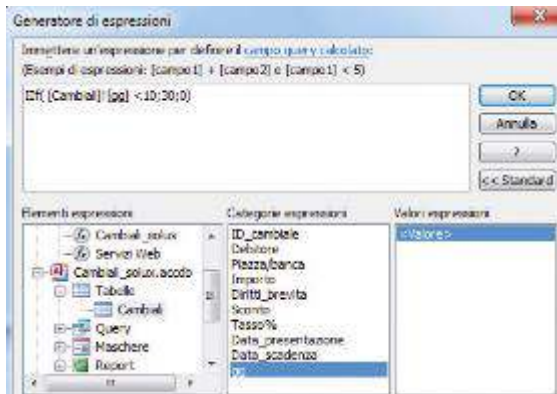 Generatore di espressioni
Immettere un'espressione per definire il campo query calcolato:
(Esempi di espressioni: [campo1] + [campo2] o [campo1] < 5)
IIf( [Cambiali]![gg] <10;30;0)
OK
Annulla
?
<< Standard
Elementi espressioni
Cambiali_solux
Servizi Web
Cambiali_solux.accdb
Tabelle
Cambiali
Query
Maschere
Report
Categorie espressioni
ID_cambiale
Debitore
Piazza/banca
Importo
Diritti_brevita
Sconto
Tasso%
Data_presentazione
Data_scadenza
gg
Valori espressioni
<Valore>